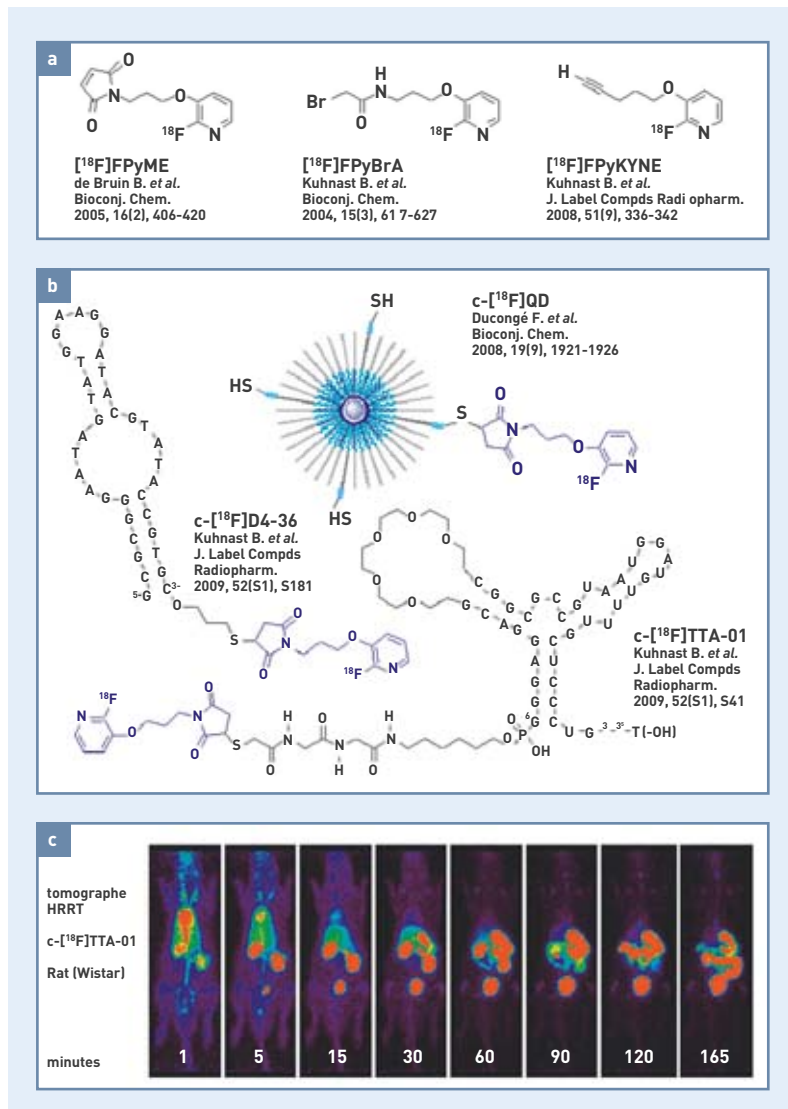 a
O
N
O
O
18F
N
[18F]FPyME
de Bruin B. et al.
Bioconj. Chem.
2005, 16(2), 406-420
H
Br
N
O
O
18F
N
[18F]FPyBrA
Kuhnast B. et al.
Bioconj. Chem.
2004, 15(3), 61 7-627
H
O
18F
N
[18F]FPyKYNE
Kuhnast B. et al.
J. Label Compds Radi opharm.
2008, 51(9), 336-342
b
SH
HS
HS
S
O
N
O
O
18F
N
c-[18F]QD
Ducongé F. et al.
Bioconj. Chem.
2008, 19(9), 1921-1926
c-[18F]D4-36
Kuhnast B. et al.
J. Label Compds
Radiopharm.
2009, 52(S1), S181
5-
3-
O
S
O
N
O
O
18F
N
c-[18F]TTA-01
Kuhnast B. et al.
J. Label Compds
Radiopharm.
2009, 52(S1), S41
18F
N
O
N
O
O
S
O
H
N
O
N
H
O
H
N
O
O
P
6
OH
U
G
3
T(-OH)
c
tomographe
HRRT
c-[18F]TTA-01
Rat (Wistar)
minutes
1
5
15
30
60
90
120
165